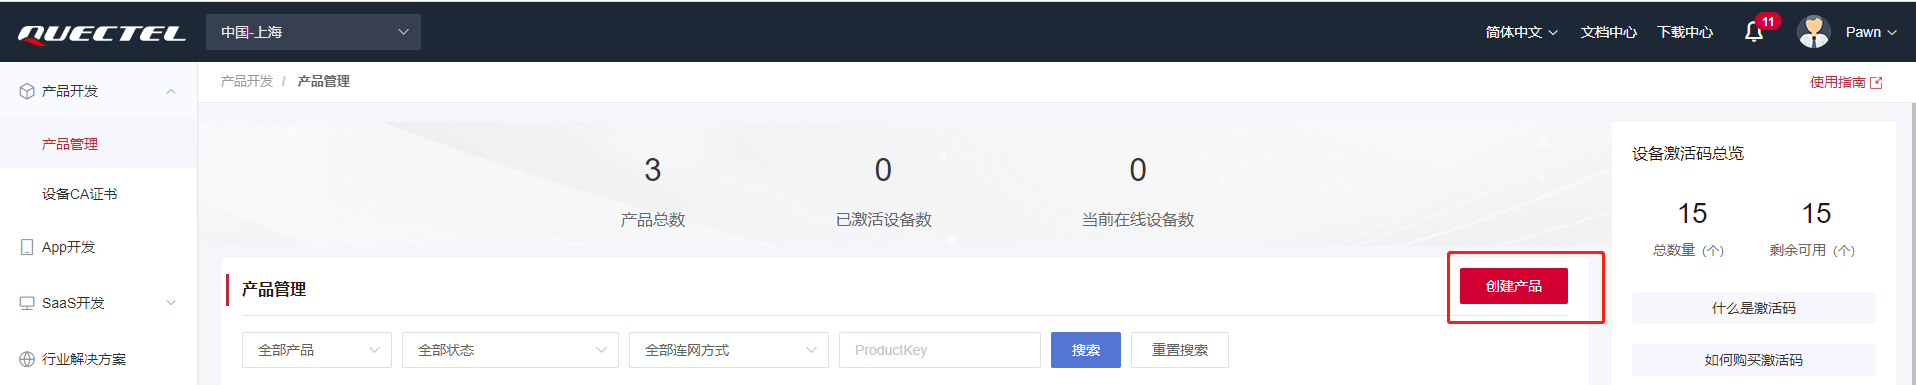 QUECTEL
中国-上海
简体中文
文档中心
下载中心
11
Pawn
产品开发
产品管理
设备CA证书
App开发
SaaS开发
行业解决方案
产品开发 / 产品管理
使用指南
3
产品总数
0
已激活设备数
0
当前在线设备数
产品管理
创建产品
全部产品
全部状态
全部连网方式
ProductKey
搜索
重置搜索
设备激活码总览
15
总数量 (个)
15
剩余可用 (个)
什么是激活码
如何购买激活码